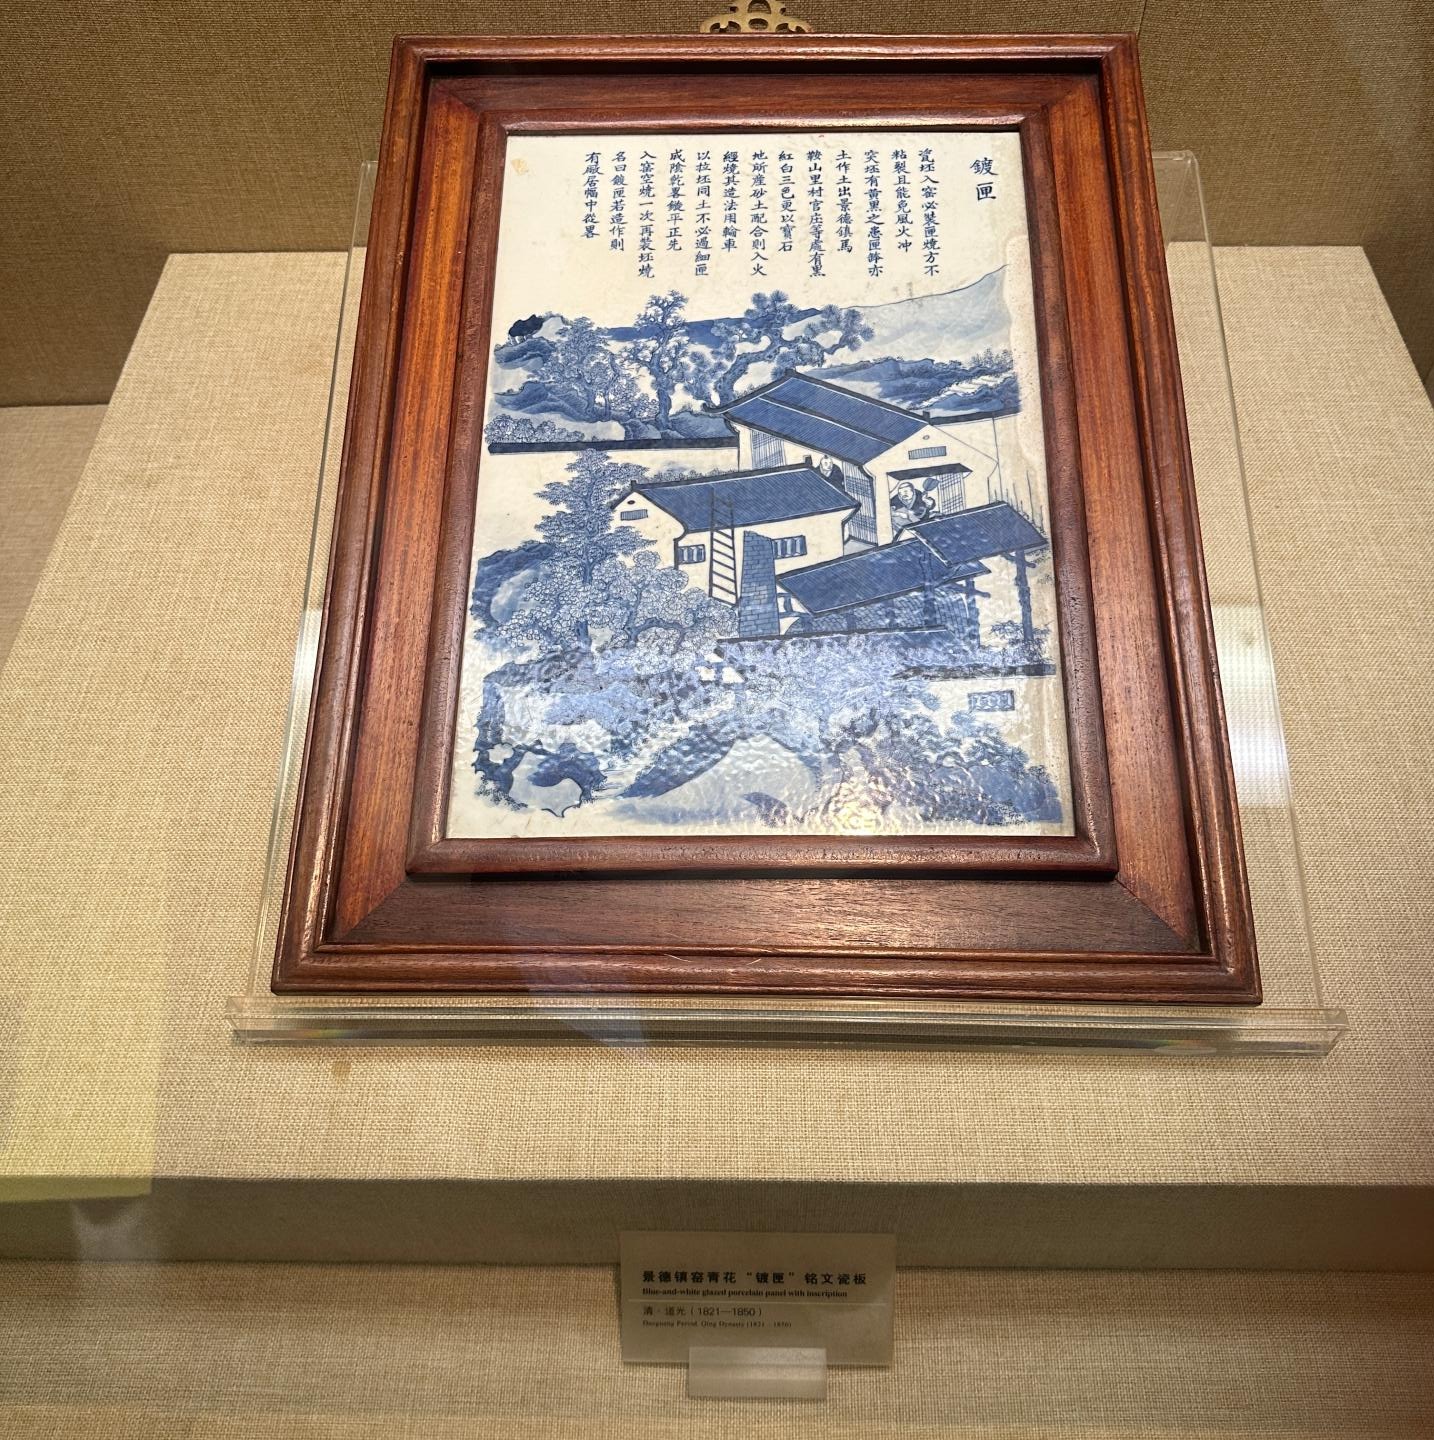 鍍匣
瓷坯入窑必裝匣燒方不
粘裂且能免風火冲
突坯有黃黑之患匣鉢亦
土作土出景德鎮馬
鞍山里村官庄等處有黑
紅白三色更以寳石
地所産砂土配合則入火
經燒其造法用輪車
以拉坯同土不必過細匣
成陰乾畧鏇平正先
入窑空燒一次再裝坯燒
名曰鍍匣若造作則
有廠居幅中從畧
景德镇窑青花“镀匣”铭文瓷板
Blue-and-white glazed porcelain panel with inscription
清·道光（1821—1850）
Daoguang Period, Qing Dynasty (1821 - 1850)